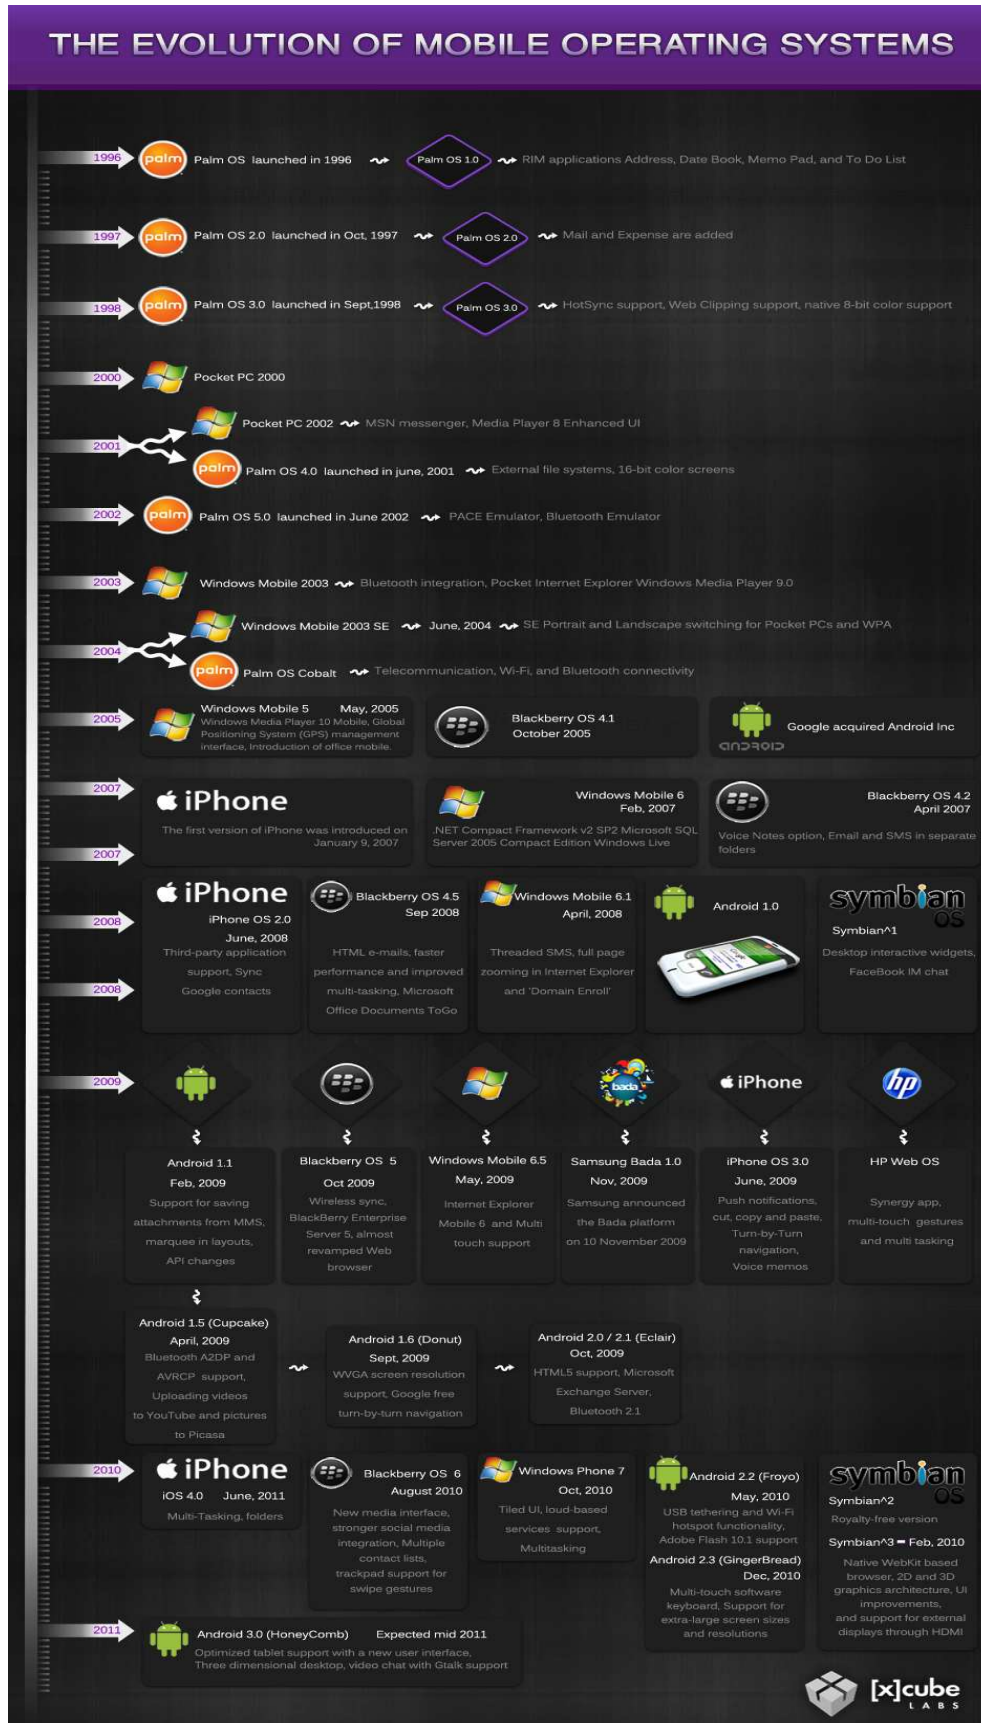 THE EVOLUTION OF MOBILE OPERATING SYSTEMS
1996
palm
Palm OS launched in 1996
Palm OS 1.0
RIM applications Address, Date Book, Memo Pad, and To Do List
1997
palm
Palm OS 2.0 launched in Oct, 1997
Palm OS 2.0
Mail and Expense are added
1998
palm
Palm OS 3.0 launched in Sept,1998
Palm OS 3.0
HotSync support, Web Clipping support, native 8-bit color support
2000
Pocket PC 2000
2001
Pocket PC 2002
MSN messenger, Media Player 8 Enhanced UI
palm
Palm OS 4.0 launched in june, 2001
External file systems, 16-bit color screens
2002
palm
Palm OS 5.0 launched in June 2002
PACE Emulator, Bluetooth Emulator
2003
Windows Mobile 2003
Bluetooth integration, Pocket Internet Explorer Windows Media Player 9.0
2004
Windows Mobile 2003 SE
June, 2004
SE Portrait and Landscape switching for Pocket PCs and WPA
palm
Palm OS Cobalt
Telecommunication, Wi-Fi, and Bluetooth connectivity
2005
Windows Mobile 5 May, 2005
Windows Media Player 10 Mobile, Global
Positioning System (GPS) management
interface, Introduction of office mobile.
Blackberry OS 4.1
October 2005
ANDROID
Google acquired Android Inc
2007
iPhone
The first version of iPhone was introduced on
January 9, 2007
Windows Mobile 6
Feb, 2007
.NET Compact Framework v2 SP2 Microsoft SQL
Server 2005 Compact Edition Windows Live
Blackberry OS 4.2
April 2007
Voice Notes option, Email and SMS in separate
folders
2007
2008
iPhone
iPhone OS 2.0
June, 2008
Third-party application
support, Sync
Google contacts
Blackberry OS 4.5
Sep 2008
HTML e-mails, faster
performance and improved
multi-tasking, Microsoft
Office Documents ToGo
Windows Mobile 6.1
April, 2008
Threaded SMS, full page
zooming in Internet Explorer
and 'Domain Enroll'
Android 1.0
symbian
OS
Symbian^1
Desktop interactive widgets,
FaceBook IM chat
2008
2009
bada
iPhone
hp
Android 1.1
Feb, 2009
Support for saving
attachments from MMS,
marquee in layouts,
API changes
Blackberry OS 5
Oct 2009
Wireless sync,
BlackBerry Enterprise
Server 5, almost
revamped Web
browser
Windows Mobile 6.5
May, 2009
Internet Explorer
Mobile 6 and Multi
touch support
Samsung Bada 1.0
Nov, 2009
Samsung announced
the Bada platform
on 10 November 2009
iPhone OS 3.0
June, 2009
Push notifications,
cut, copy and paste,
Turn-by-Turn
navigation,
Voice memos
HP Web OS
Synergy app,
multi-touch gestures
and multi tasking
Android 1.5 (Cupcake)
April, 2009
Bluetooth A2DP and
AVRCP support,
Uploading videos
to YouTube and pictures
to Picasa
Android 1.6 (Donut)
Sept, 2009
WVGA screen resolution
support, Google free
turn-by-turn navigation
Android 2.0 / 2.1 (Eclair)
Oct, 2009
HTML5 support, Microsoft
Exchange Server,
Bluetooth 2.1
2010
iPhone
iOS 4.0 June, 2011
Multi-Tasking, folders
Blackberry OS 6
August 2010
New media interface,
stronger social media
integration, Multiple
contact lists,
trackpad support for
swipe gestures
Windows Phone 7
Oct, 2010
Tiled UI, loud-based
services support,
Multitasking
Android 2.2 (Froyo)
May, 2010
USB tethering and Wi-Fi
hotspot functionality,
Adobe Flash 10.1 support
Android 2.3 (GingerBread)
Dec, 2010
Multi-touch software
keyboard, Support for
extra-large screen sizes
and resolutions
symbian
OS
Symbian^2
Royalty-free version
Symbian^3 - Feb, 2010
Native WebKit based
browser, 2D and 3D
graphics architecture, UI
improvements,
and support for external
displays through HDMI
2011
Android 3.0 (HoneyComb) Expected mid 2011
Optimized tablet support with a new user interface,
Three dimensional desktop, video chat with Gtalk support
[x]cube
LABS